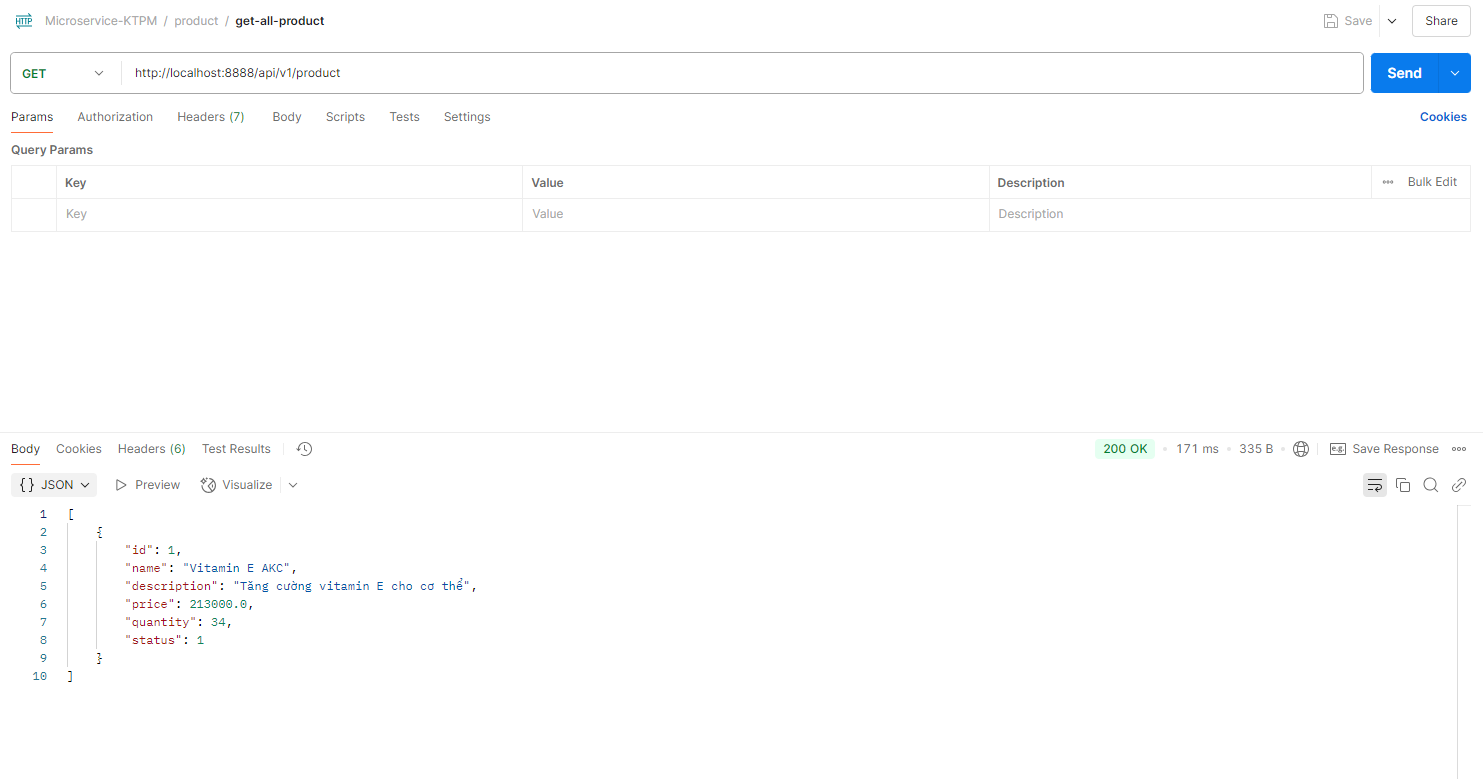 HTTP Microservice-KTPM / product / get-all-product Save Share
GET http://localhost:8888/api/v1/product Send
Params Authorization Headers (7) Body Scripts Tests Settings Cookies
Query Params
Key Value Description Bulk Edit
Key Value Description
Body Cookies Headers (6) Test Results 200 OK 171 ms 335 B e.g. Save Response
{} JSON Preview Visualize
1 [
2 {
3 "id": 1,
4 "name": "Vitamin E AKC",
5 "description": "Tăng cường vitamin E cho cơ thể",
6 "price": 213000.0,
7 "quantity": 34,
8 "status": 1
9 }
10 ]